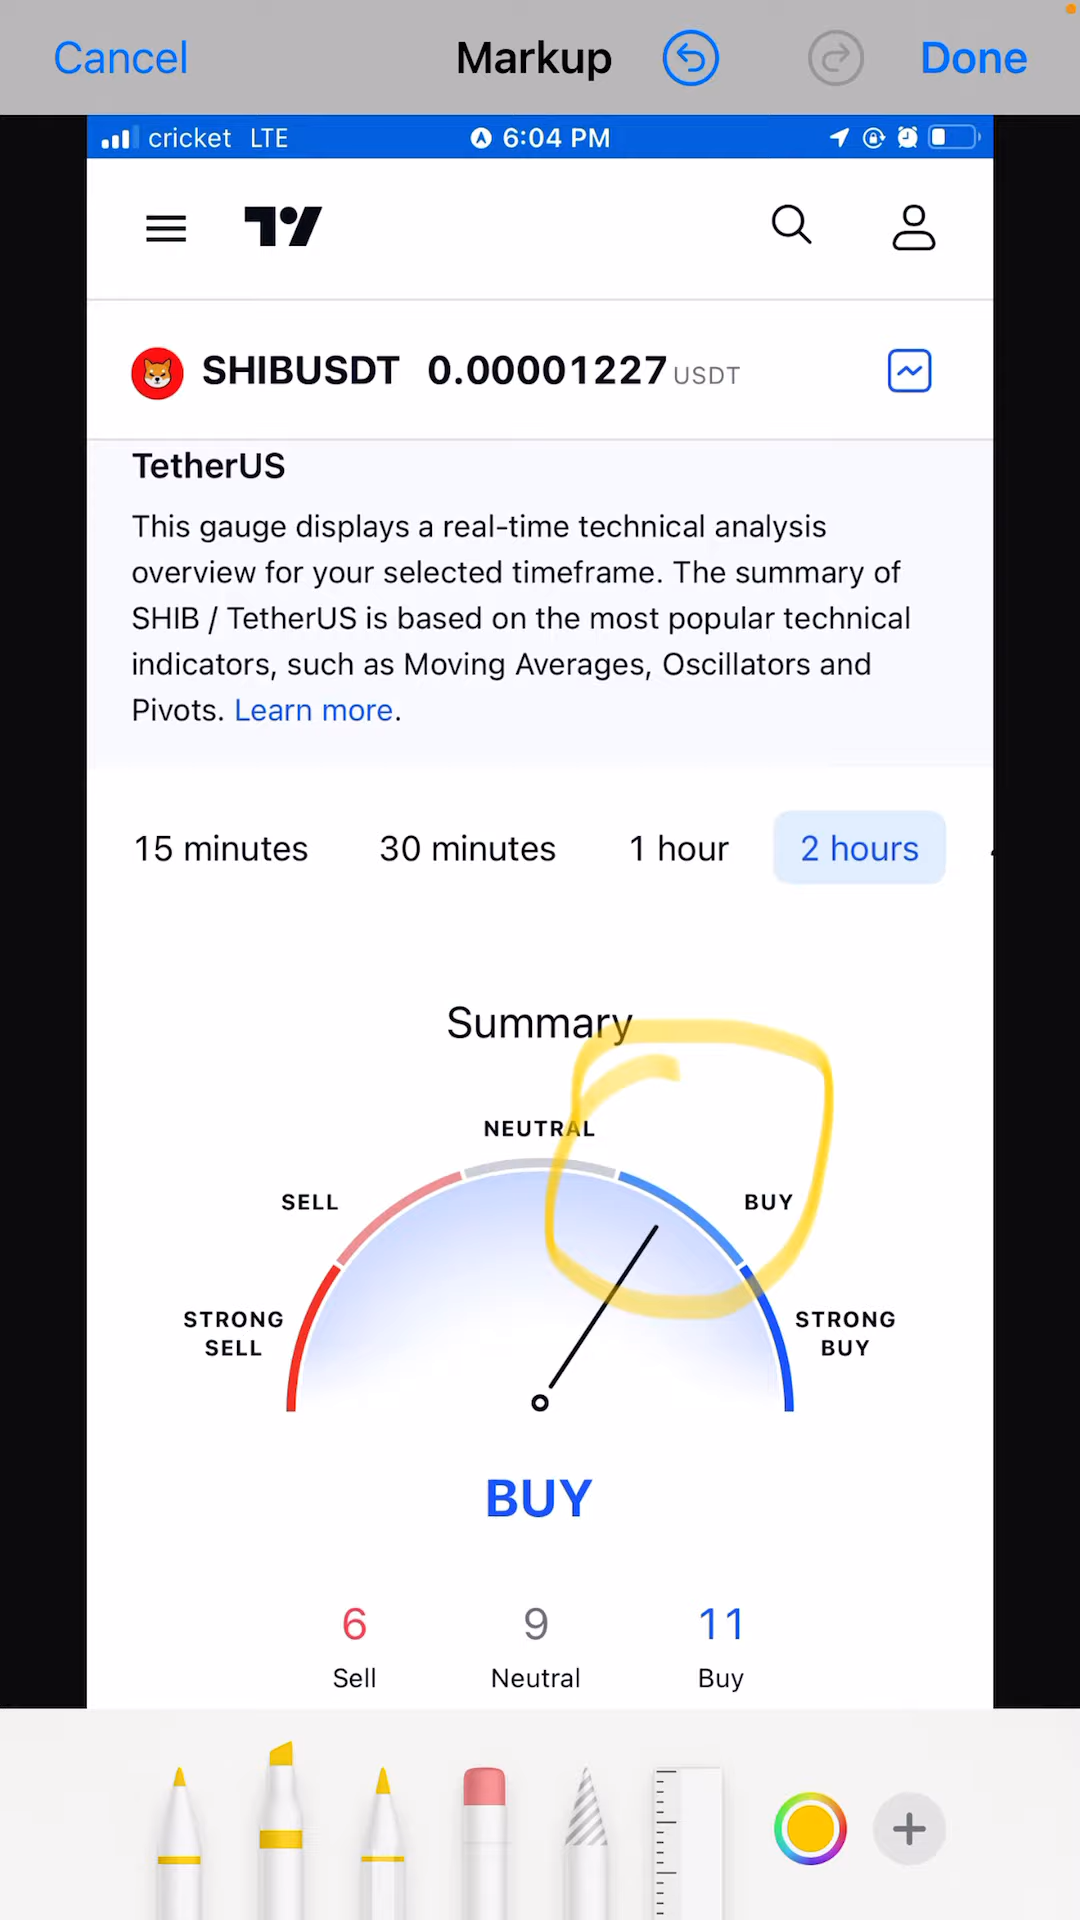 Cancel Markup Done
cricket LTE 6:04 PM
SHIBUSDT 0.00001227 USDT
TetherUS
This gauge displays a real-time technical analysis
overview for your selected timeframe. The summary of
SHIB / TetherUS is based on the most popular technical
indicators, such as Moving Averages, Oscillators and
Pivots. Learn more.
15 minutes 30 minutes 1 hour 2 hours
Summary
NEUTRAL
SELL BUY
STRONG SELL STRONG BUY
BUY
6 9 11
Sell Neutral Buy